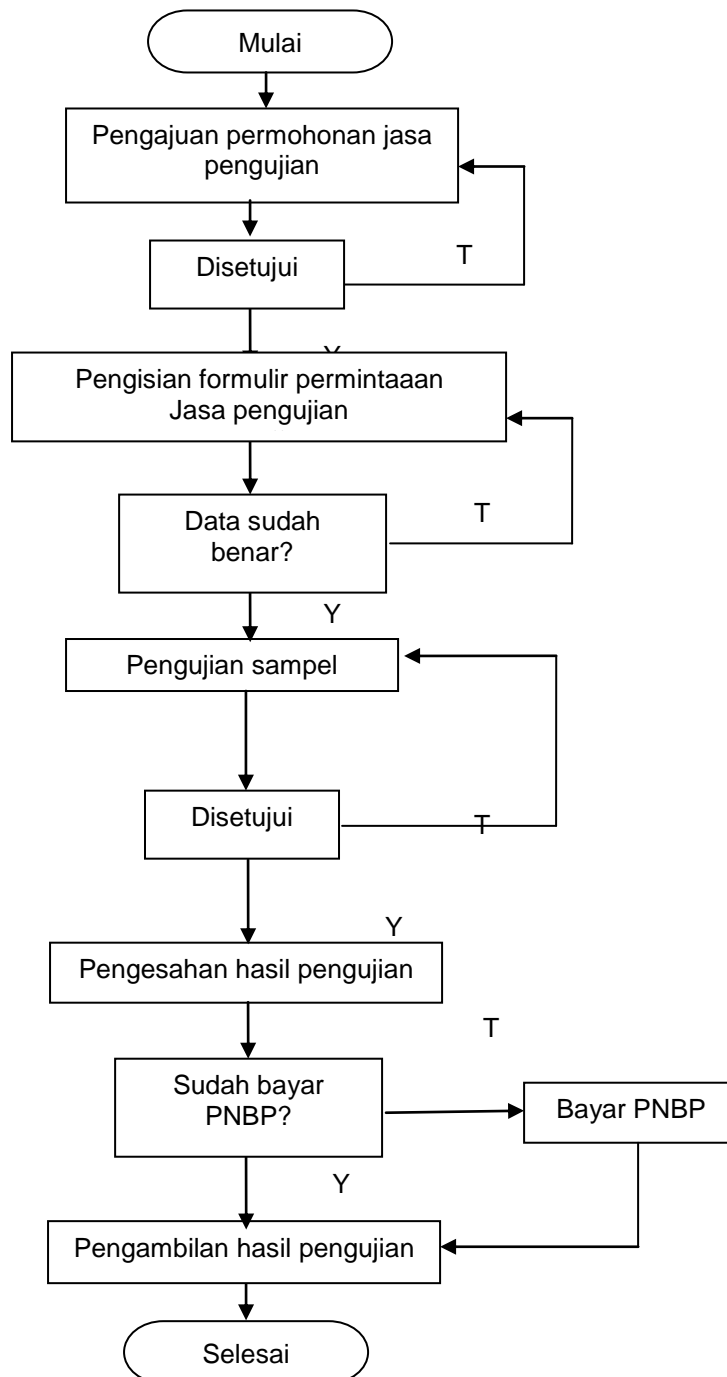 Mulai
Pengajuan permohonan jasa
pengujian
Disetujui
T
Y
Pengisian formulir permintaaan
Jasa pengujian
Data sudah
benar?
T
Y
Pengujian sampel
Disetujui
T
Y
Pengesahan hasil pengujian
T
Sudah bayar
PNBP?
Bayar PNBP
Y
Pengambilan hasil pengujian
Selesai